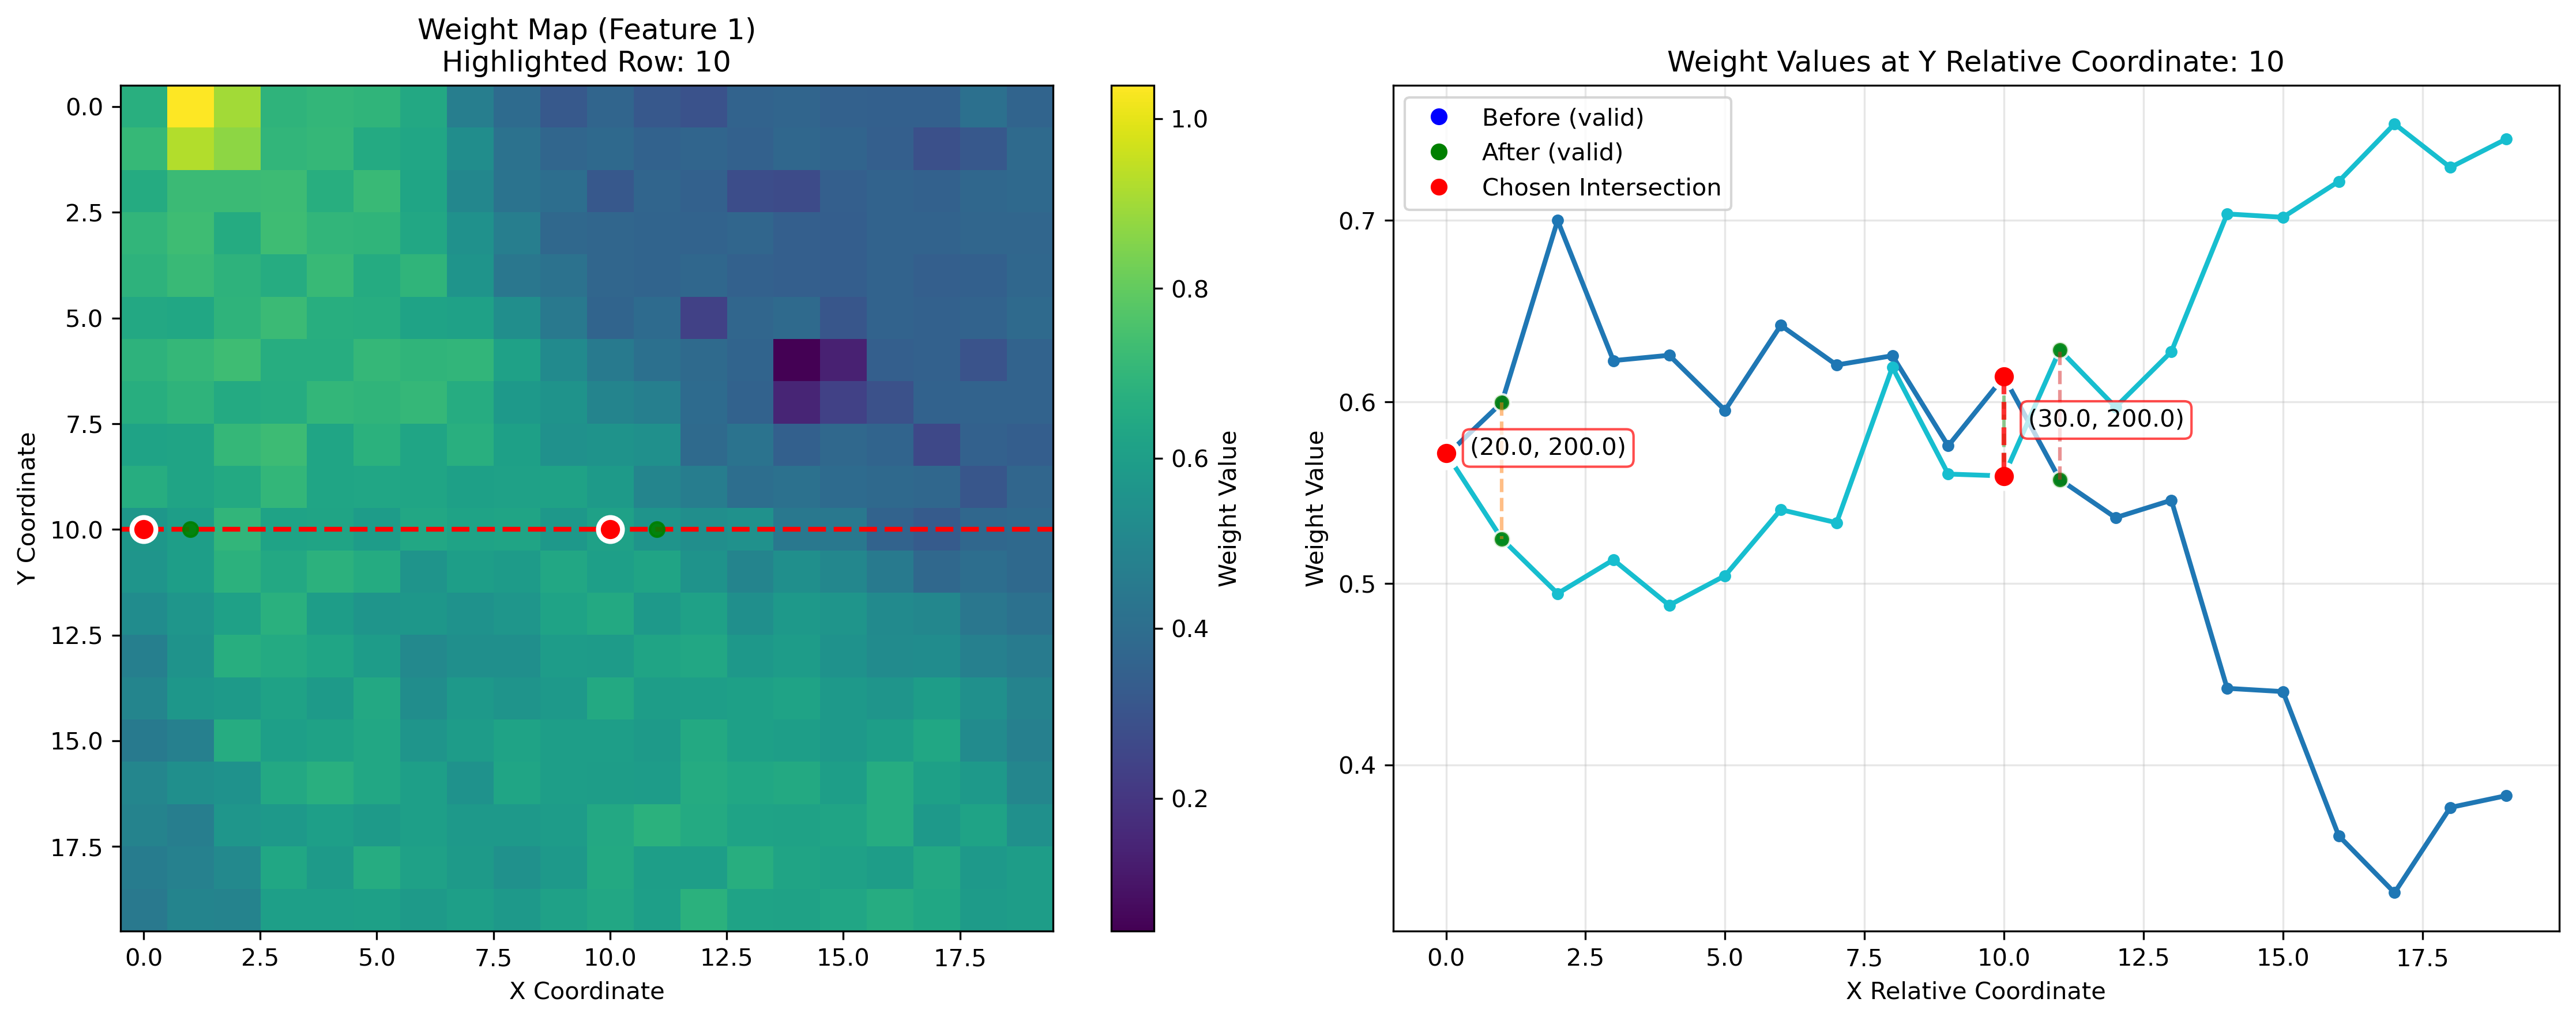 Weight Map (Feature 1)
Highlighted Row: 10
0.0
2.5
5.0
7.5
10.0
12.5
15.0
17.5
Y Coordinate
0.0 2.5 5.0 7.5 10.0 12.5 15.0 17.5
X Coordinate
1.0
0.8
0.6
0.4
0.2
Weight Value
Weight Values at Y Relative Coordinate: 10
Before (valid)
After (valid)
Chosen Intersection
(20.0, 200.0)
(30.0, 200.0)
0.7
0.6
0.5
0.4
Weight Value
0.0 2.5 5.0 7.5 10.0 12.5 15.0 17.5
X Relative Coordinate